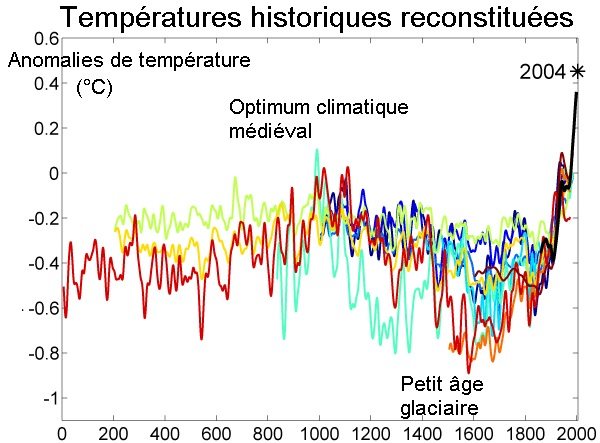 Températures historiques reconstituées
0.6
Anomalies de température
(°C)
0.4
2004 *
0.2
Optimum climatique
médiéval
0
-0.2
-0.4
-0.6
-0.8
Petit âge
glaciaire
-1
0 200 400 600 800 1000 1200 1400 1600 1800 2000